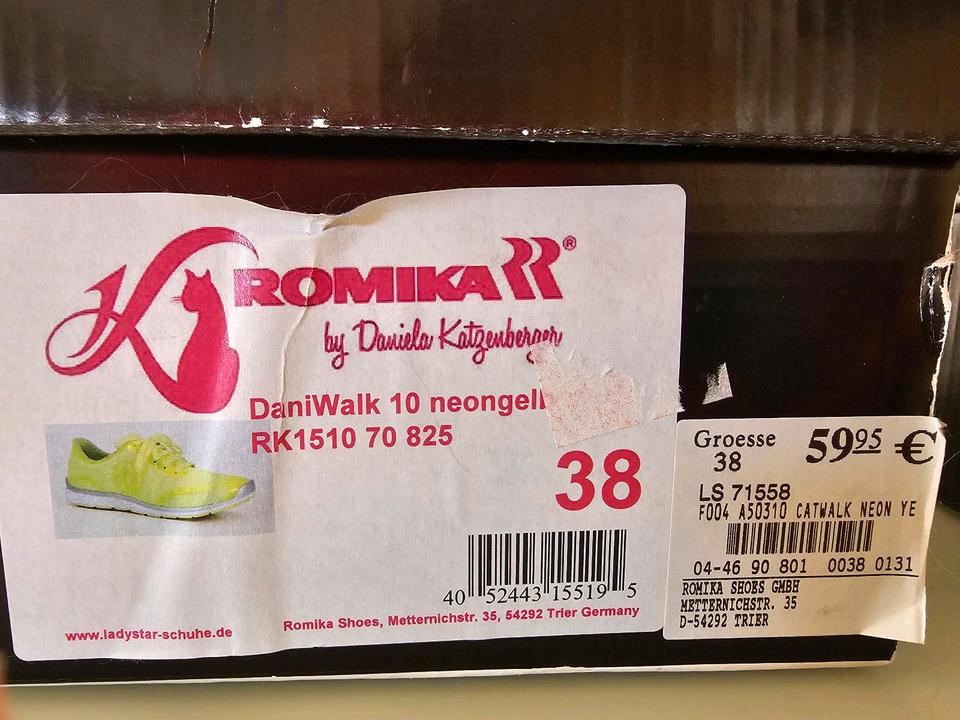 ROMIKA ®
by Daniela Katzenberger
DaniWalk 10 neongelb
RK1510 70 825
38
40 52443 15519 5
Romika Shoes, Metternichstr. 35, 54292 Trier Germany
www.ladystar-schuhe.de
Groesse 59⁹⁵ €
38
LS 71558
F004 A50310 CATWALK NEON YE
04-46 90 801 0038 0131
ROMIKA SHOES GMBH
METTERNICHSTR. 35
D-54292 TRIER